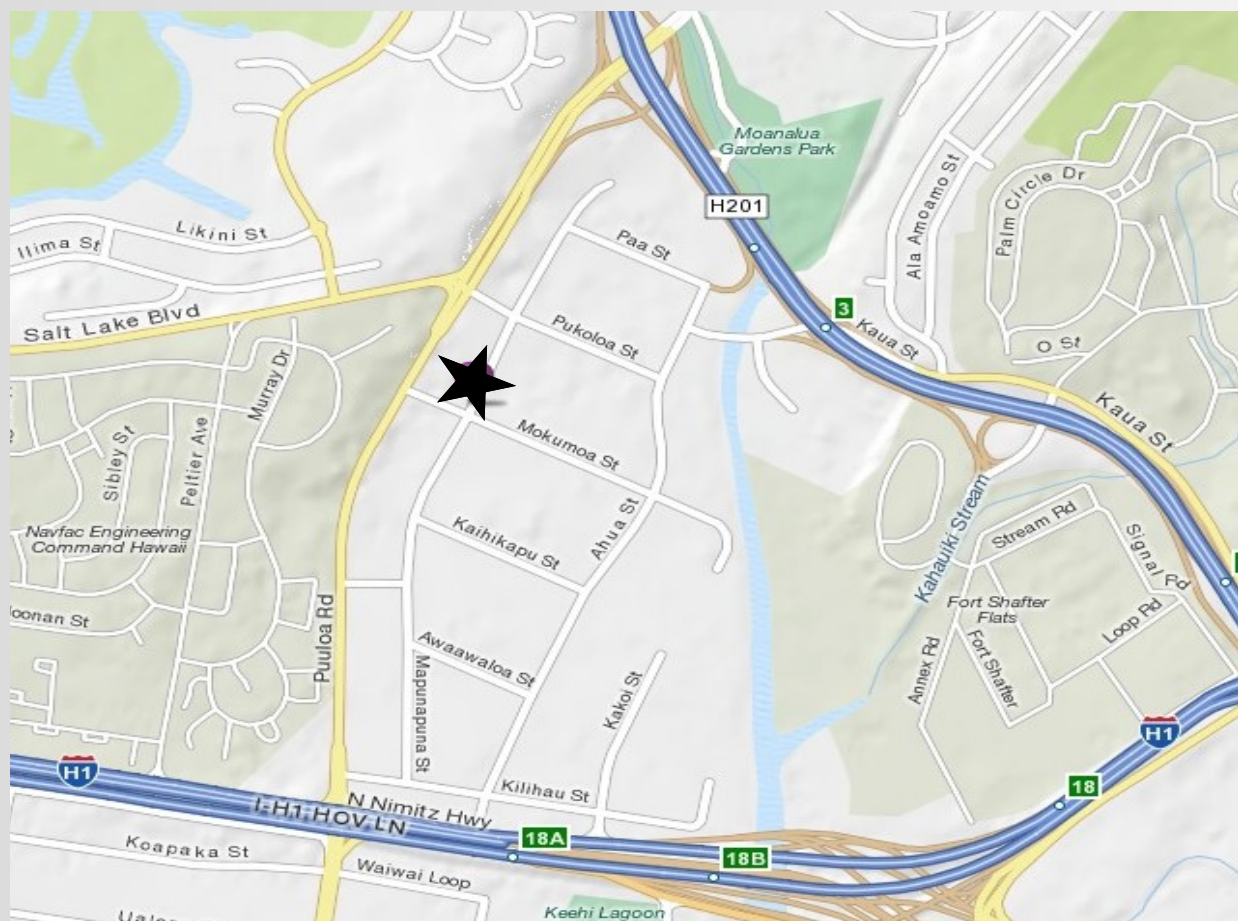 Moanalua
Gardens Park
H201
Palm Circle Dr
Ala Amoamo St
Likini St
Ilima St
Paa St
Salt Lake Blvd
3
Kaua St
Pukoloa St
O St
Murray Dr
Kaua St
Peltier Ave
Sibley St
Mokumoa St
Navfac Engineering
Command Hawaii
Kaihikapu St
Ahua St
Kahauiki Stream
Stream Rd
Signal Rd
Fort Shafter
Flats
Loop Rd
Puuloa Rd
Awaawaloa St
Annex Rd
Fort Shafter
Mapunapuna St
Kakoi St
H1
H1
Kilihau St
N Nimitz Hwy
I-H1 HOV LN
18
18A
18B
Koapaka St
Waiwai Loop
Keehi Lagoon